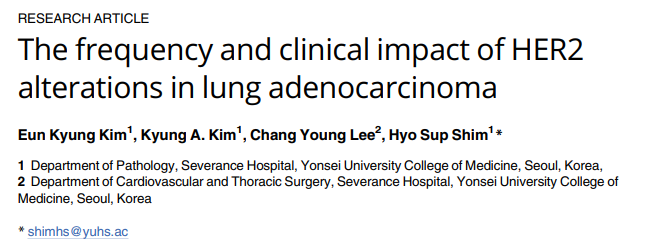 RESEARCH ARTICLE
The frequency and clinical impact of HER2
alterations in lung adenocarcinoma
Eun Kyung Kim1, Kyung A. Kim1, Chang Young Lee2, Hyo Sup Shim1*
1 Department of Pathology, Severance Hospital, Yonsei University College of Medicine, Seoul, Korea,
2 Department of Cardiovascular and Thoracic Surgery, Severance Hospital, Yonsei University College of
Medicine, Seoul, Korea
* shimhs@yuhs.ac